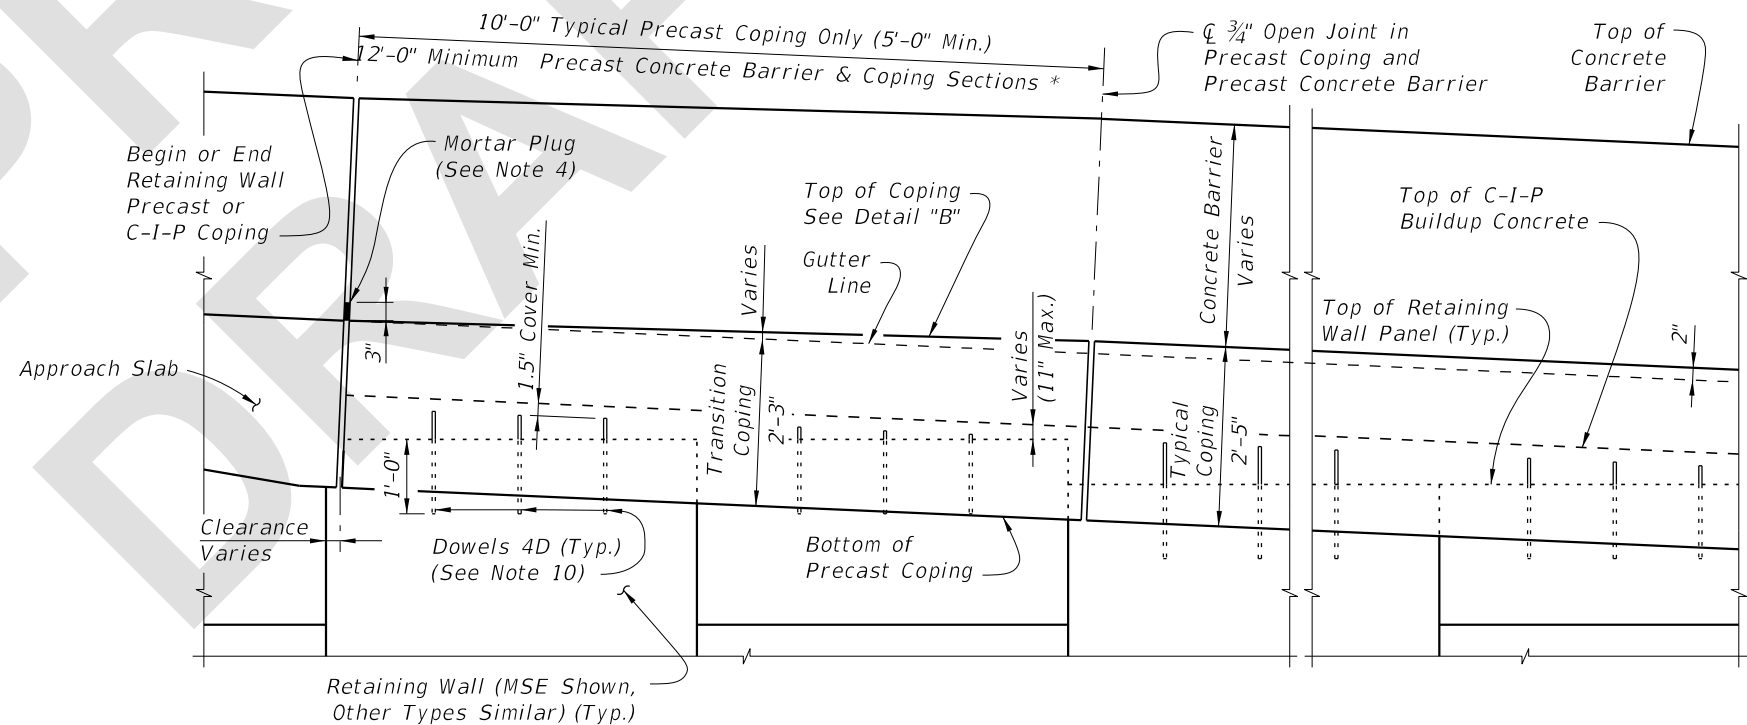 10'-0" Typical Precast Coping Only (5'-0" Min.)
12'-0" Minimum Precast Concrete Barrier & Coping Sections *
℄ ¾" Open Joint in
Precast Coping and
Precast Concrete Barrier
Top of
Concrete
Barrier
Begin or End
Retaining Wall
Precast or
C-I-P Coping
Mortar Plug
(See Note 4)
Top of Coping
See Detail "B"
Gutter
Line
Concrete Barrier
Varies
Top of C-I-P
Buildup Concrete
1.5" Cover Min.
Varies
Varies
(11" Max.)
Top of Retaining
Wall Panel (Typ.)
2"
3"
Approach Slab
Transition
Coping
2'-3"
Typical
Coping
2'-5"
1'-0"
Clearance
Varies
Dowels 4D (Typ.)
(See Note 10)
Bottom of
Precast Coping
Retaining Wall (MSE Shown,
Other Types Similar) (Typ.)
DRAF